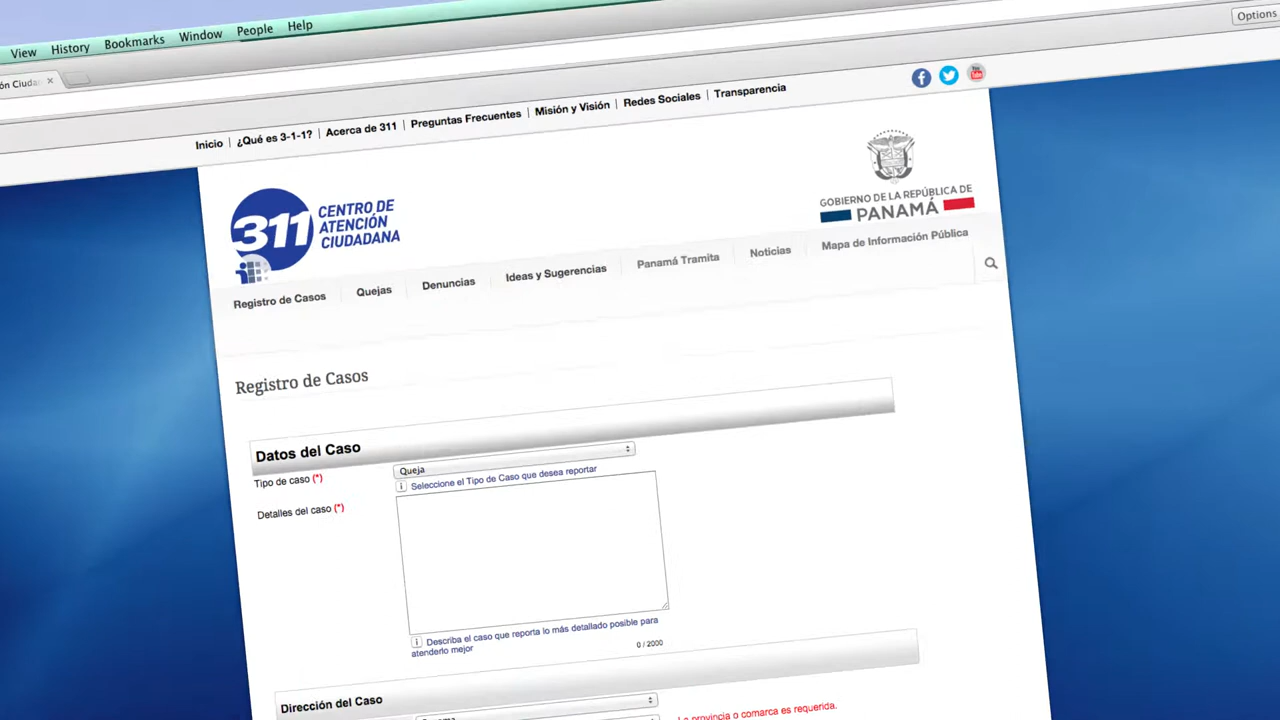 View History Bookmarks Window People Help
Options
ón Ciuda
Inicio | ¿Qué es 3-1-1? | Acerca de 311 | Preguntas Frecuentes | Misión y Visión | Redes Sociales | Transparencia
You Tube
311 CENTRO DE
ATENCIÓN
CIUDADANA
GOBIERNO DE LA REPÚBLICA DE
PANAMÁ
Registro de Casos Quejas Denuncias Ideas y Sugerencias Panamá Tramita Noticias Mapa de Información Pública
Registro de Casos
Datos del Caso
Tipo de caso (*) Queja
Seleccione el Tipo de Caso que desea reportar
Detalles del caso (*)
Describa el caso que reporta lo más detallado posible para
atenderlo mejor
0 / 2000
Dirección del Caso
La provincia o comarca es requerida.